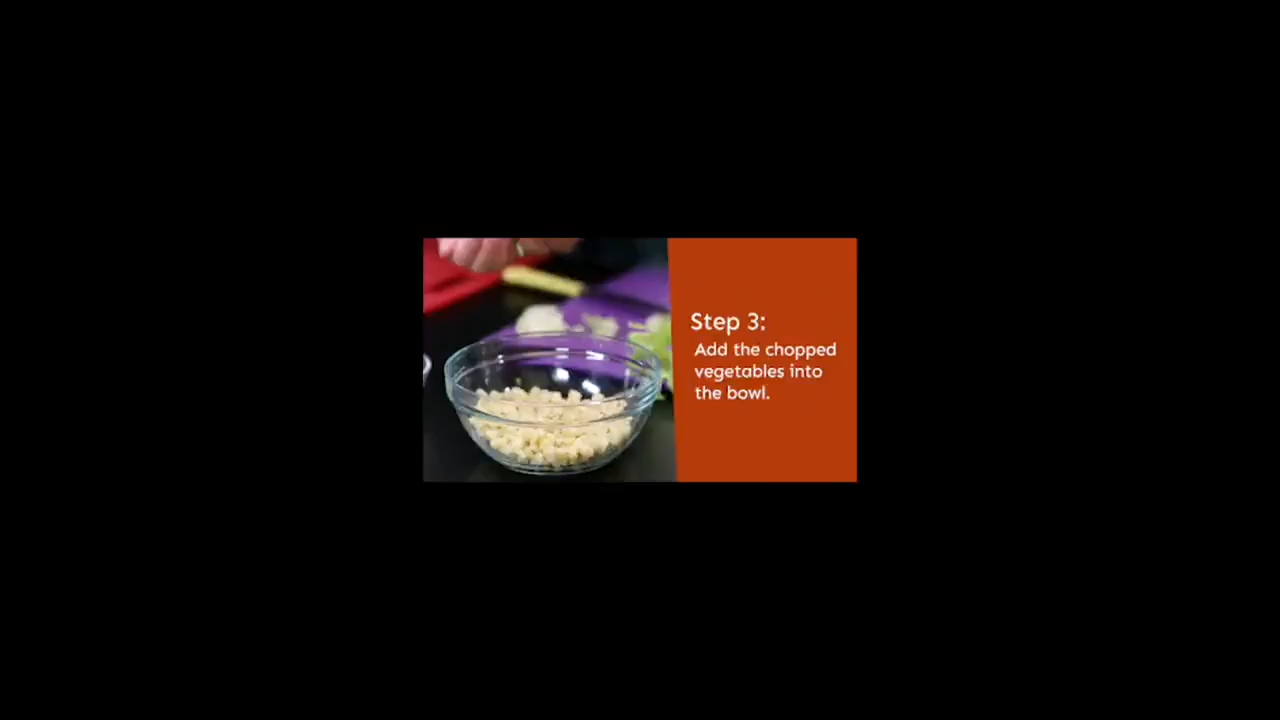 Step 3:
Add the chopped
vegetables into
the bowl.